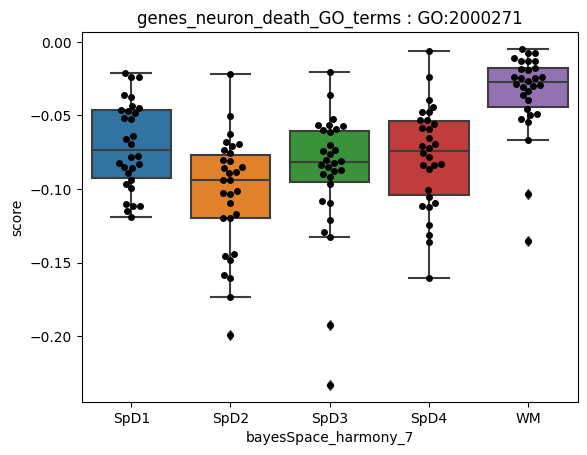 genes_neuron_death_GO_terms : GO:2000271
0.00
−0.05
−0.10
−0.15
−0.20
score
SpD1 SpD2 SpD3 SpD4 WM
bayesSpace_harmony_7